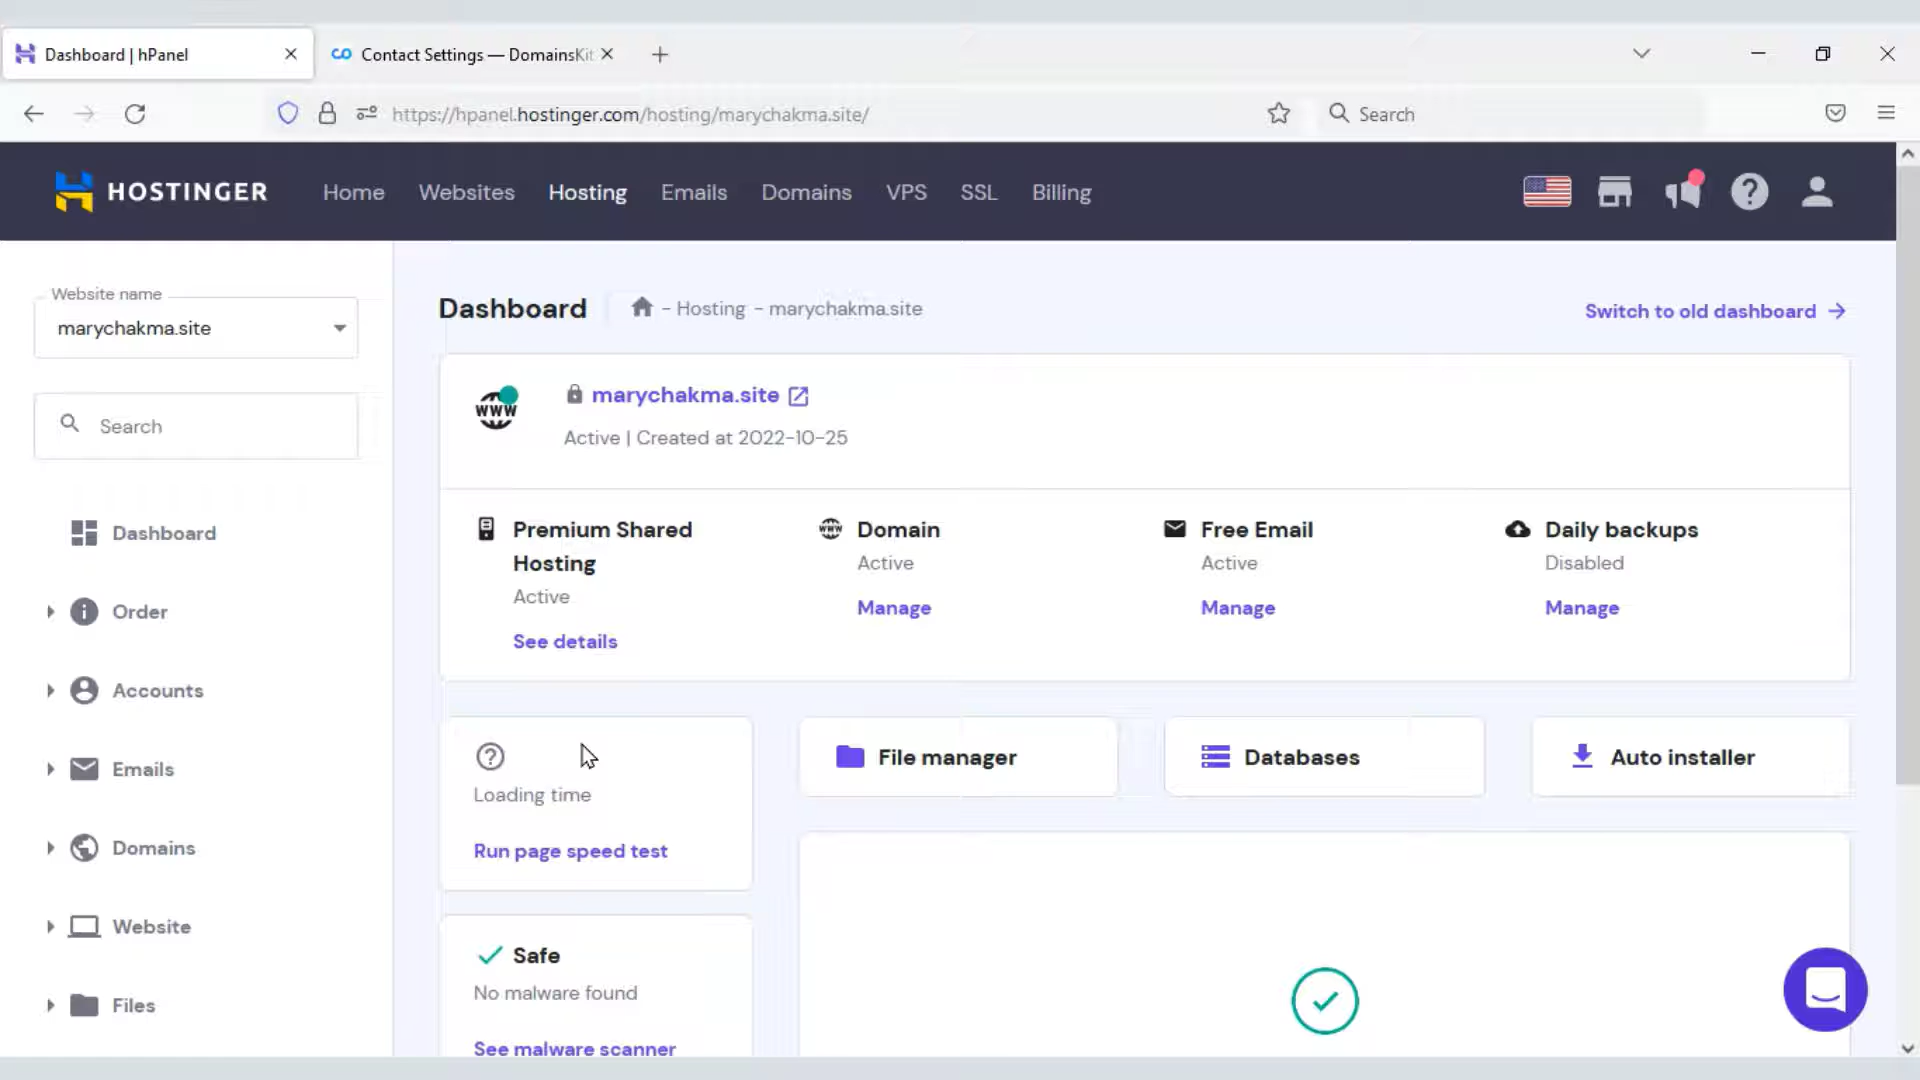 Dashboard | hPanel
Contact Settings — DomainsKit
https://hpanel.hostinger.com/hosting/marychakma.site/
Search
HOSTINGER
Home
Websites
Hosting
Emails
Domains
VPS
SSL
Billing
Website name
marychakma.site
Search
Dashboard
Order
Accounts
Emails
Domains
Website
Files
Dashboard
- Hosting - marychakma.site
Switch to old dashboard
www
marychakma.site
Active | Created at 2022-10-25
Premium Shared
Hosting
Active
See details
www
Domain
Active
Manage
Free Email
Active
Manage
Daily backups
Disabled
Manage
Loading time
Run page speed test
File manager
Databases
Auto installer
Safe
No malware found
See malware scanner